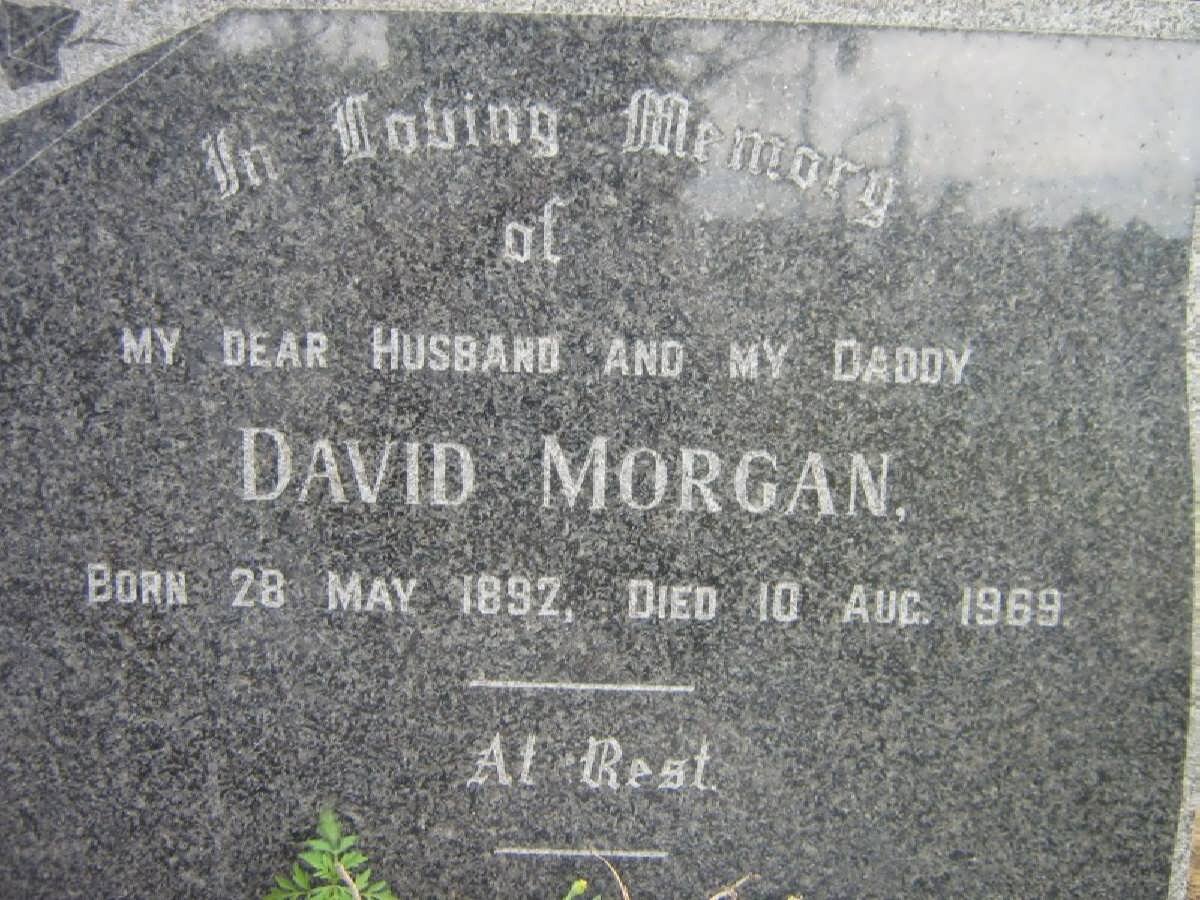 In Loving Memory
of
MY DEAR HUSBAND AND MY DADDY
DAVID MORGAN,
BORN 28 MAY 1892, DIED 10 AUG. 1969.
At Rest.